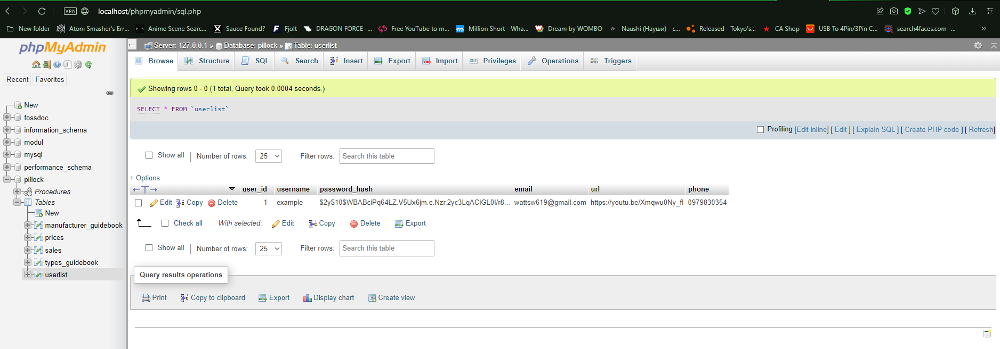 VPN localhost/phpmyadmin/sql.php
New folder Atom Smasher's Err... Anime Scene Searc... Sauce Found? Fjolt DRAGON FORCE -... Free YouTube to m... Million Short - Wha... Dream by WOMBO Naushi (Науши) - c... Released - Tokyo's... CA Shop USB To 4Pin/3Pin C... search4faces.com -... »
phpMyAdmin
Recent Favorites
New
fossdoc
information_schema
modul
mysql
performance_schema
pillock
Procedures
Tables
New
manufacturer_guidebook
prices
sales
types_guidebook
userlist
Server: 127.0.0.1 » Database: pillock » Table: userlist
Browse Structure SQL Search Insert Export Import Privileges Operations Triggers
Showing rows 0 - 0 (1 total, Query took 0.0004 seconds.)
SELECT * FROM `userlist`
Profiling [Edit inline] [ Edit ] [ Explain SQL ] [ Create PHP code ] [ Refresh]
Show all | Number of rows: 25 Filter rows: Search this table
+ Options
←T→ user_id username password_hash email url phone
Edit Copy Delete 1 example $2y$10$WBABciPq64LZ.V5Ux6jm.e.Nzr.2yc3LqACiGL0I/r8... wattsw619@gmail.com https://youtu.be/Xmqwu0Ny_fI 0979830354
Check all With selected: Edit Copy Delete Export
Show all | Number of rows: 25 Filter rows: Search this table
Query results operations
Print Copy to clipboard Export Display chart Create view